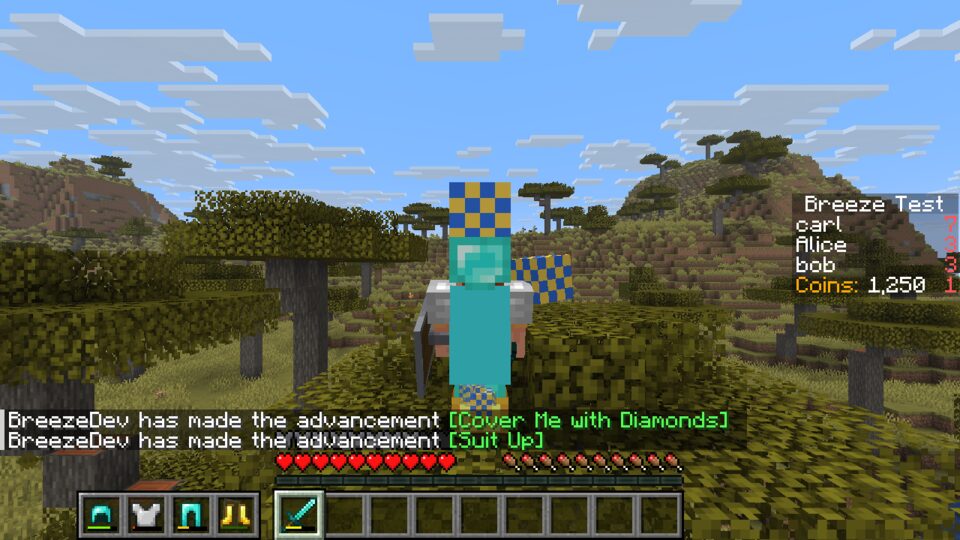 Breeze Test
carl 7
Alice 3
bob 3
Coins: 1,250 1
BreezeDev has made the advancement [Cover Me with Diamonds]
BreezeDev has made the advancement [Suit Up]